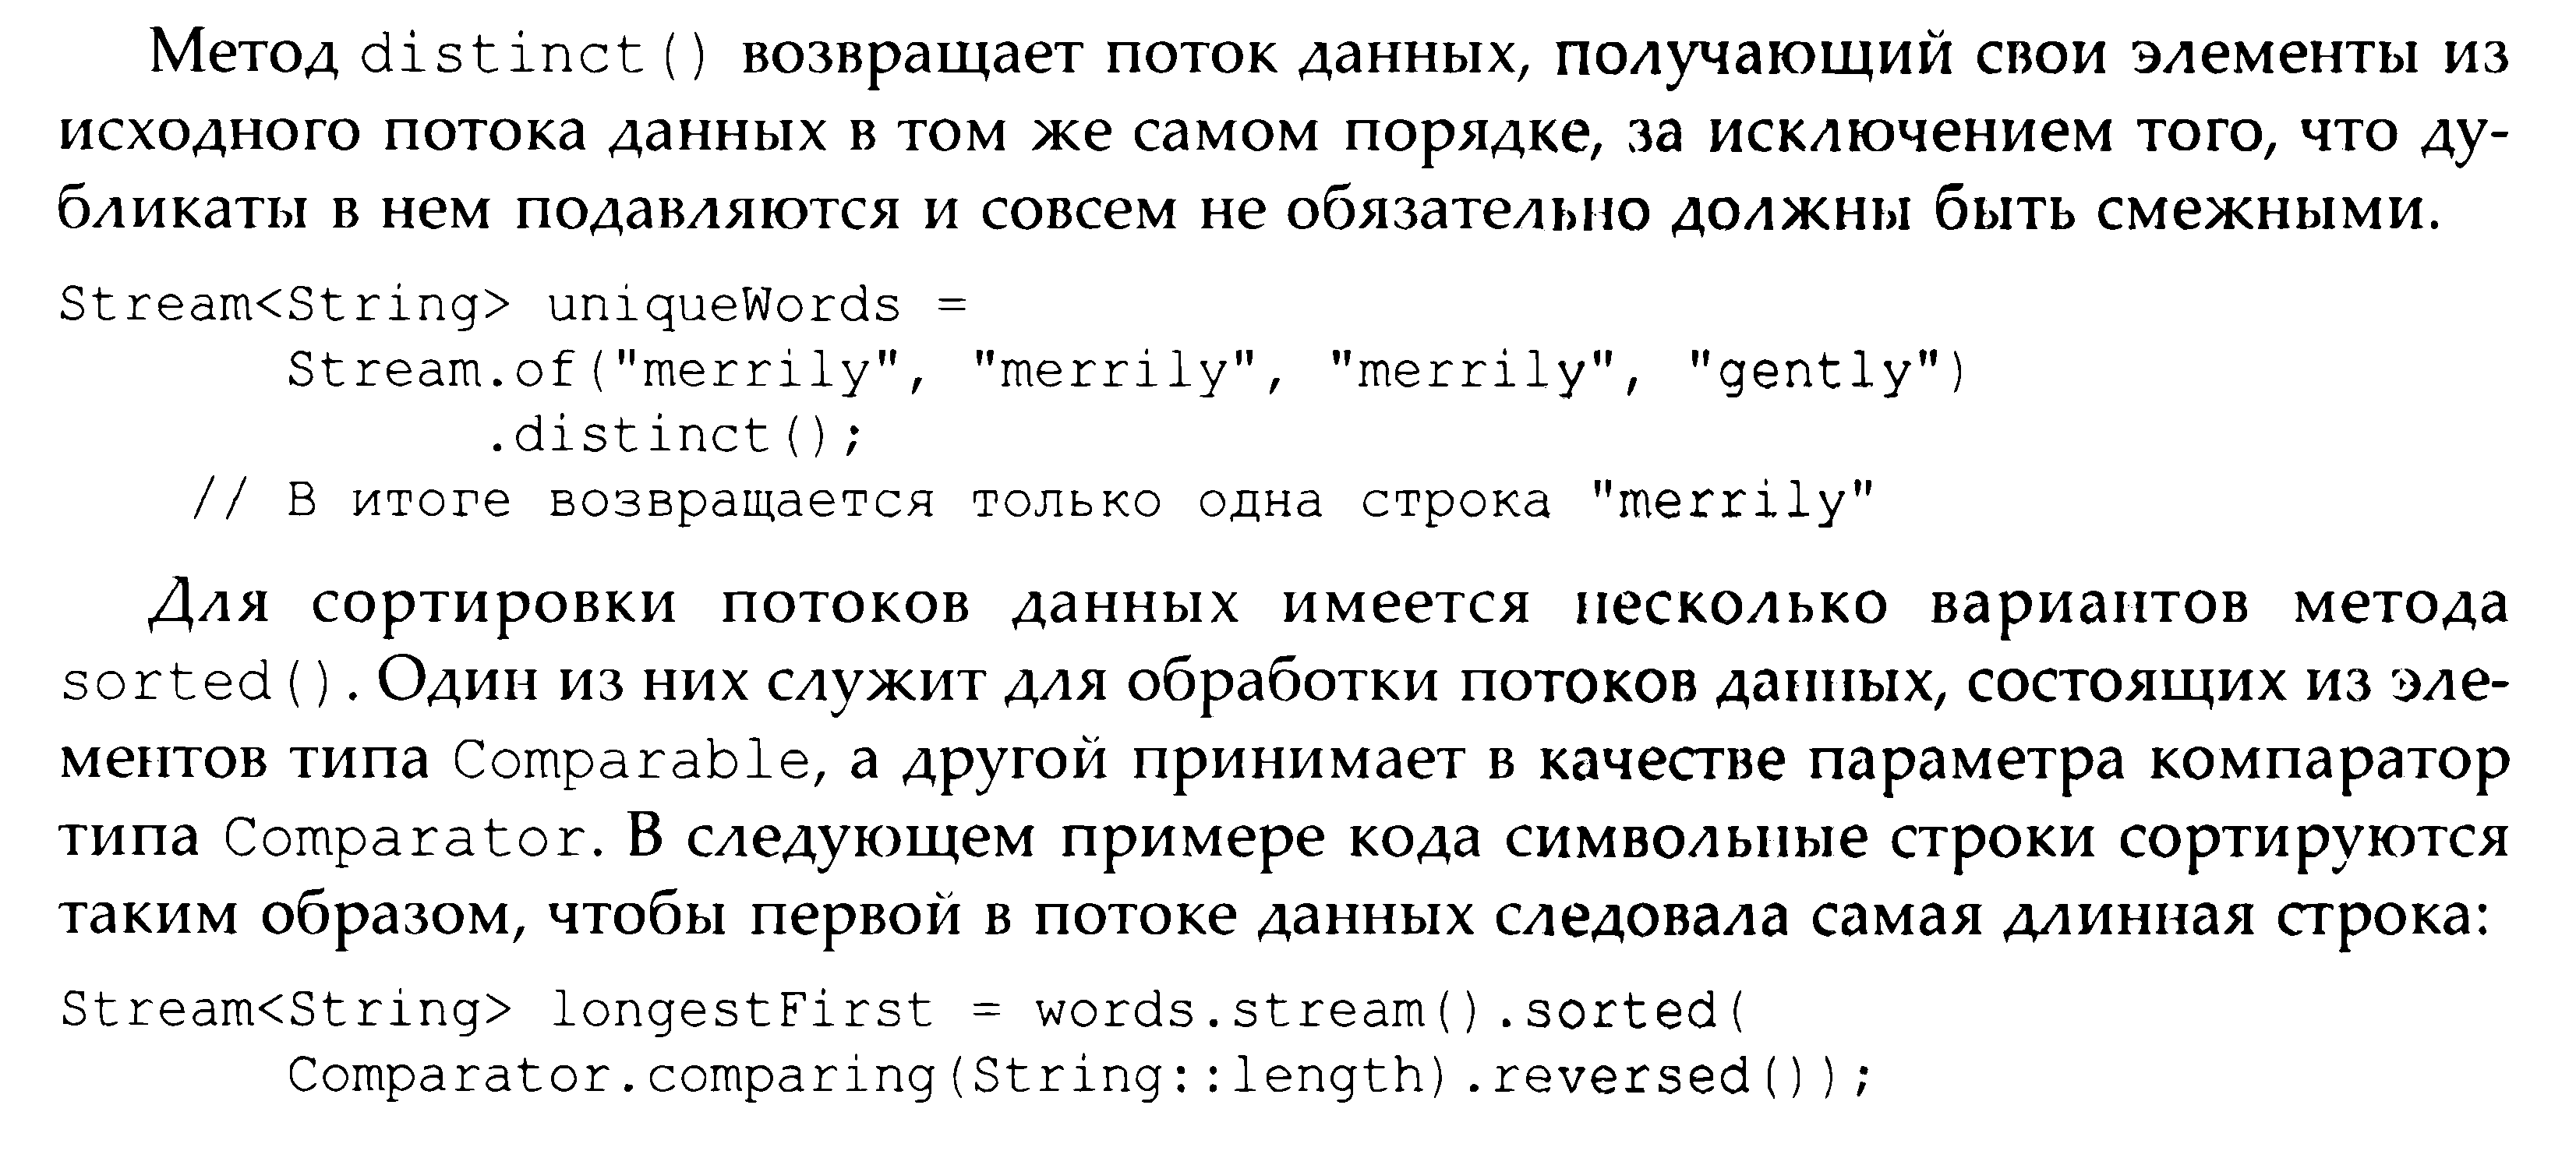 Метод distinct() возвращает поток данных, получающий свои элементы из
исходного потока данных в том же самом порядке, за исключением того, что ду-
бликаты в нем подавляются и совсем не обязательно должны быть смежными.
Stream<String> uniqueWords =
Stream.of("merrily", "merrily", "merrily", "gently")
.distinct();
// В итоге возвращается только одна строка "merrily"
Для сортировки потоков данных имеется несколько вариантов метода
sorted(). Один из них служит для обработки потоков данных, состоящих из эле-
ментов типа Comparable, а другой принимает в качестве параметра компаратор
типа Comparator. В следующем примере кода символьные строки сортируются
таким образом, чтобы первой в потоке данных следовала самая длинная строка:
Stream<String> longestFirst = words.stream().sorted(
Comparator.comparing(String::length).reversed());